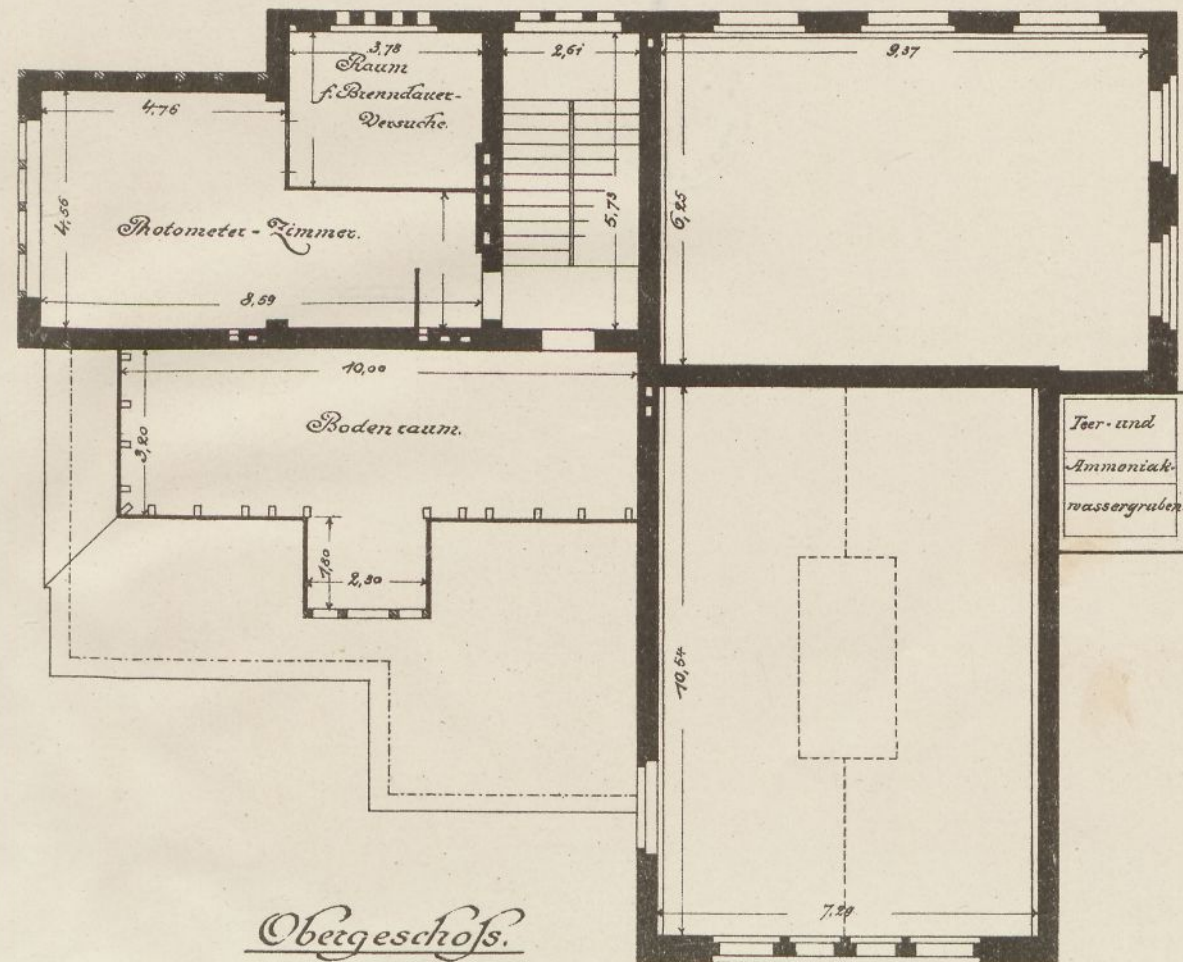 3,78
Raum
f. Brenndauer-
Versuche.
2,61
9,37
4,76
4,56
Photometer-Zimmer.
5,73
6,25
8,59
10,00
Bodenraum.
3,20
Teer- und
Ammoniak-
wassergruben
1,80
2,30
10,54
7,29
Obergeschoß.